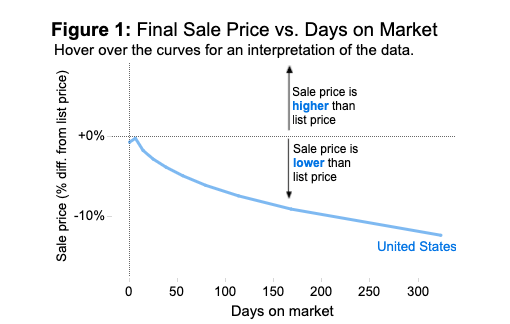 Figure 1: Final Sale Price vs. Days on Market
Hover over the curves for an interpretation of the data.
Sale price (% diff. from list price)
Sale price is
higher than
list price
+0%
Sale price is
lower than
list price
-10%
United States
0 50 100 150 200 250 300
Days on market